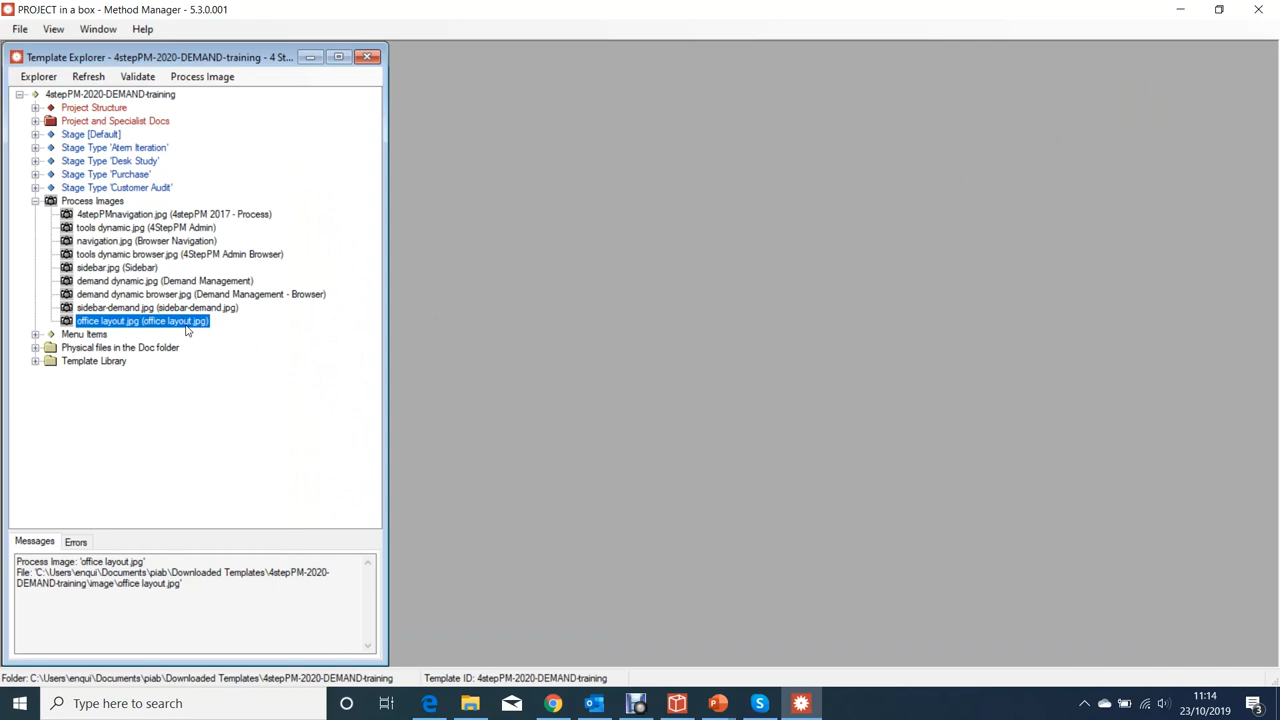 PROJECT in a box - Method Manager - 5.3.0.001
File View Window Help
Template Explorer - 4stepPM-2020-DEMAND-training - 4 St...
Explorer Refresh Validate Process Image
4stepPM-2020-DEMAND-training
Project Structure
Project and Specialist Docs
Stage [Default]
Stage Type 'Atern Iteration'
Stage Type 'Desk Study'
Stage Type 'Purchase'
Stage Type 'Customer Audit'
Process Images
4stepPMnavigation.jpg (4stepPM 2017 - Process)
tools dynamic.jpg (4StepPM Admin)
navigation.jpg (Browser Navigation)
tools dynamic browser.jpg (4StepPM Admin Browser)
sidebar.jpg (Sidebar)
demand dynamic.jpg (Demand Management)
demand dynamic browser.jpg (Demand Management - Browser)
sidebar-demand.jpg (sidebar-demand.jpg)
office layout.jpg (office layout.jpg)
Menu Items
Physical files in the Doc folder
Template Library
Messages Errors
Process Image: 'office layout.jpg'
File: 'C:\Users\enqui\Documents\piab\Downloaded Templates\4stepPM-2020-
DEMAND-training\image\office layout.jpg'
Folder: C:\Users\enqui\Documents\piab\Downloaded Templates\4stepPM-2020-DEMAND-training Template ID: 4stepPM-2020-DEMAND-training
Type here to search
11:14
23/10/2019
3